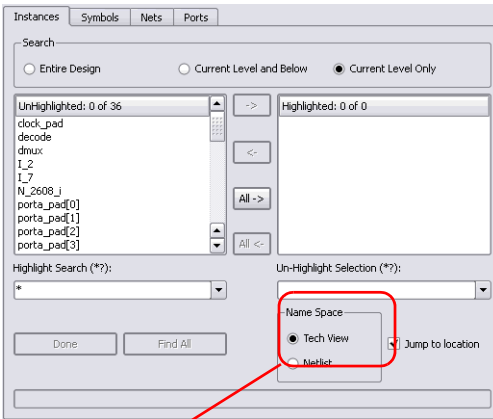 Instances Symbols Nets Ports
Search
Entire Design Current Level and Below Current Level Only
UnHighlighted: 0 of 36
clock_pad
decode
dmux
I_2
I_7
N_2608_i
porta_pad[0]
porta_pad[1]
porta_pad[2]
porta_pad[3]
->
<-
All ->
All <-
Highlighted: 0 of 0
Highlight Search (*?):
*
Un-Highlight Selection (*?):
Name Space
Tech View
Netlist
Jump to location
Done Find All